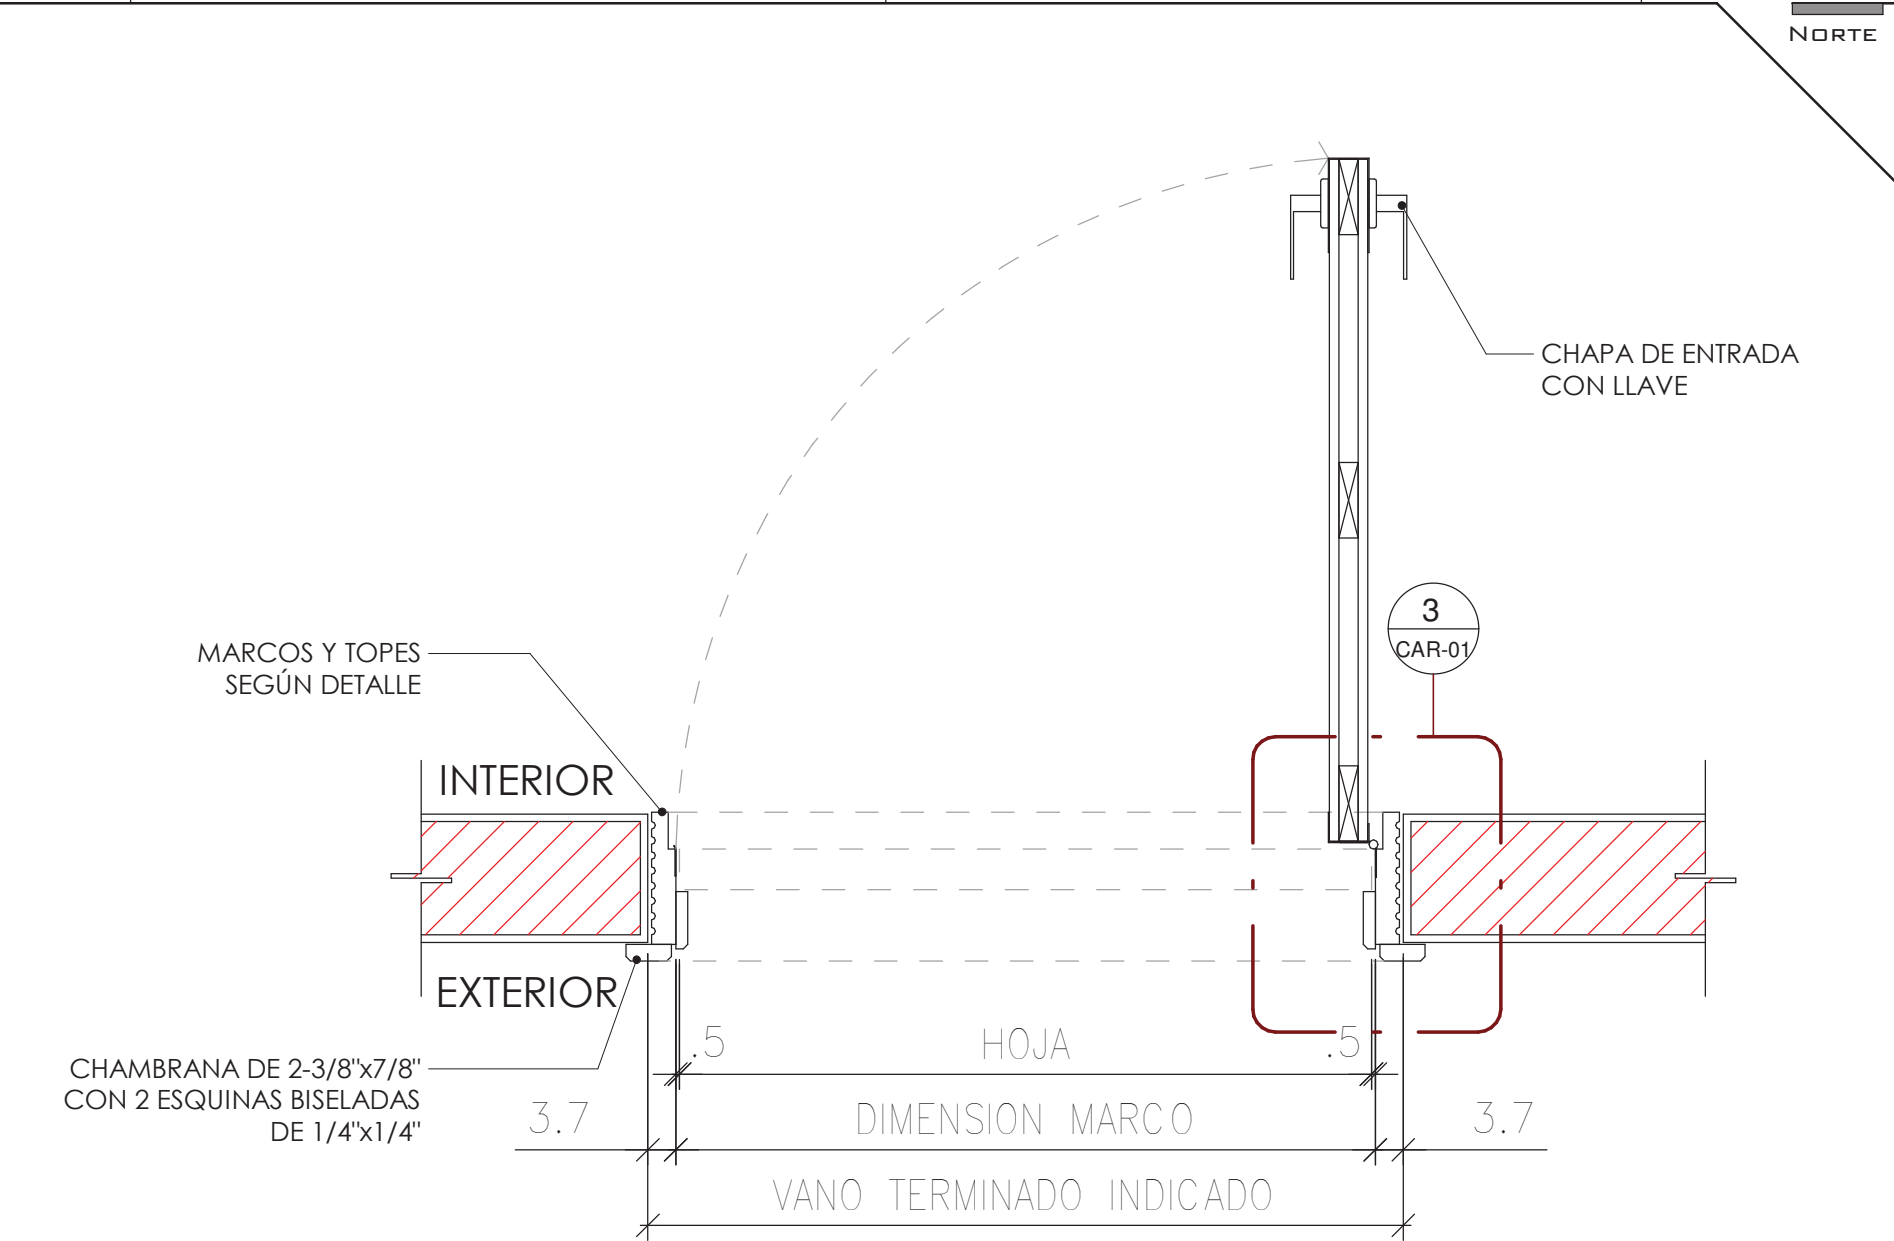 NORTE
CHAPA DE ENTRADA
CON LLAVE
3
CAR-01
MARCOS Y TOPES
SEGÚN DETALLE
INTERIOR
EXTERIOR
CHAMBRANA DE 2-3/8"x7/8"
CON 2 ESQUINAS BISELADAS
DE 1/4"x1/4"
.5
HOJA
.5
3.7
DIMENSION MARCO
3.7
VANO TERMINADO INDICADO